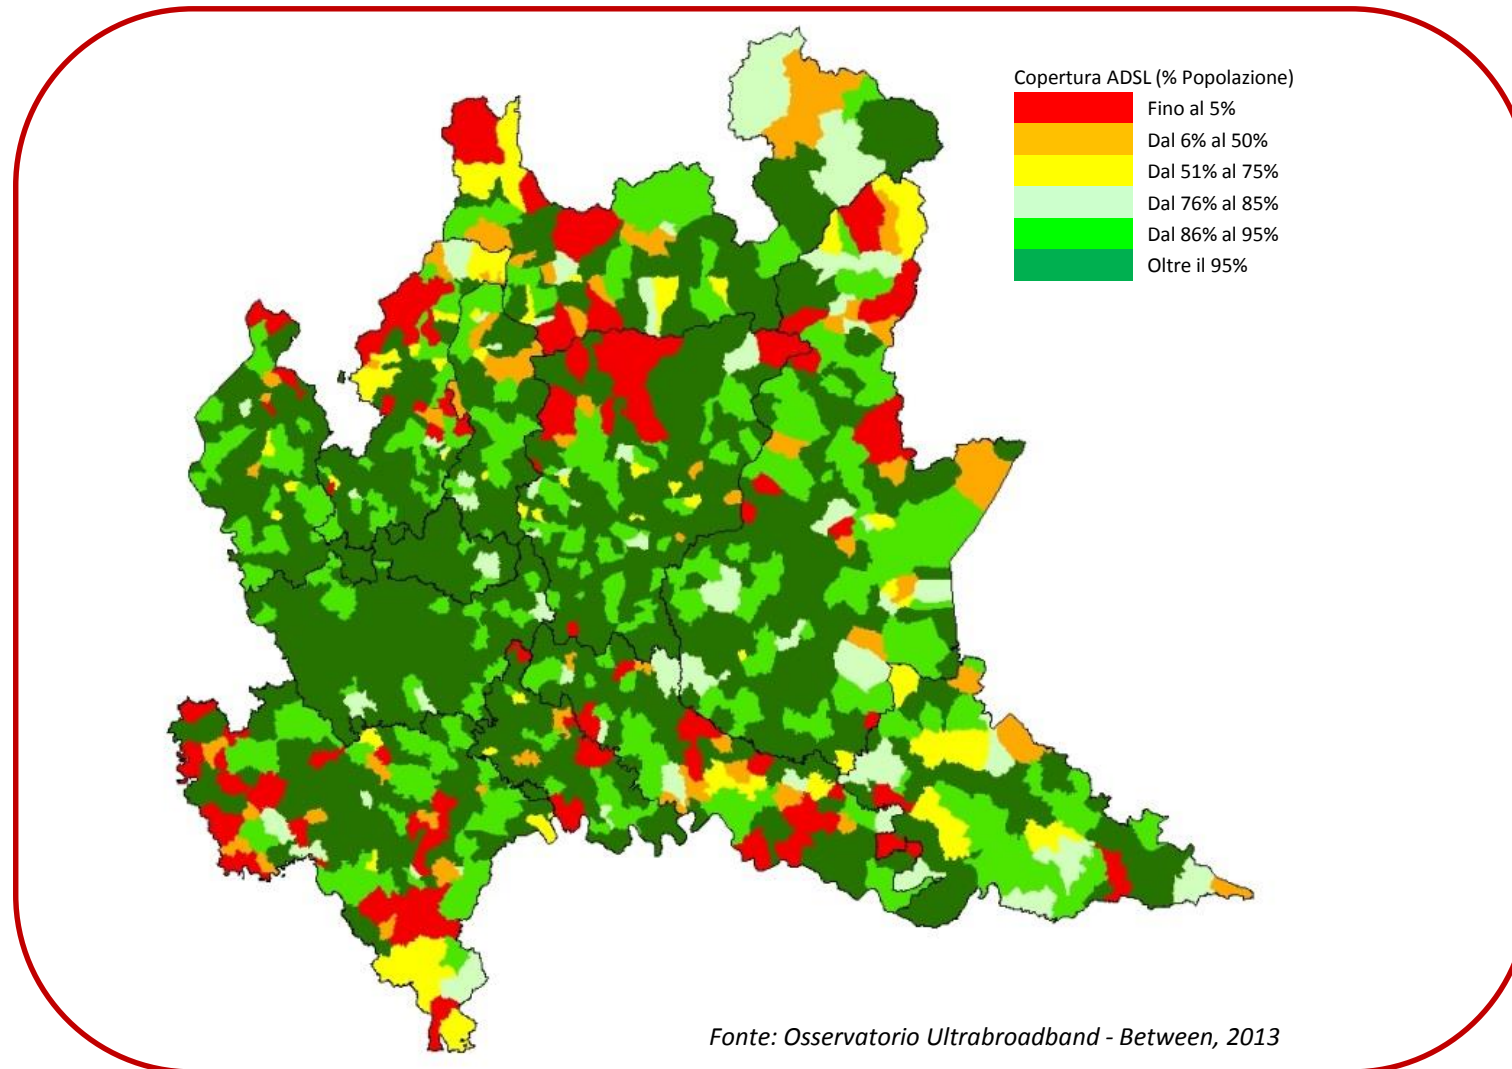 Copertura ADSL (% Popolazione)
Fino al 5%
Dal 6% al 50%
Dal 51% al 75%
Dal 76% al 85%
Dal 86% al 95%
Oltre il 95%
Fonte: Osservatorio Ultrabroadband - Between, 2013